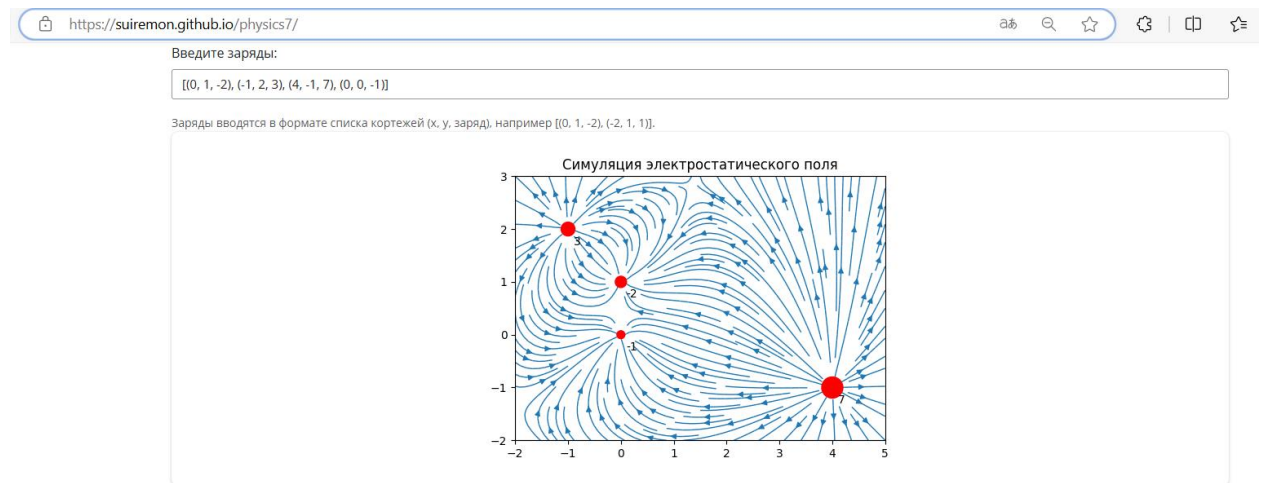 https://suiremon.github.io/physics7/
Введите заряды:
[(0, 1, -2), (-1, 2, 3), (4, -1, 7), (0, 0, -1)]
Заряды вводятся в формате списка кортежей (x, y, заряд), например [(0, 1, -2), (-2, 1, 1)].
Симуляция электростатического поля
3
2
3
1
-2
0
-1
−1
7
−2
−2 −1 0 1 2 3 4 5